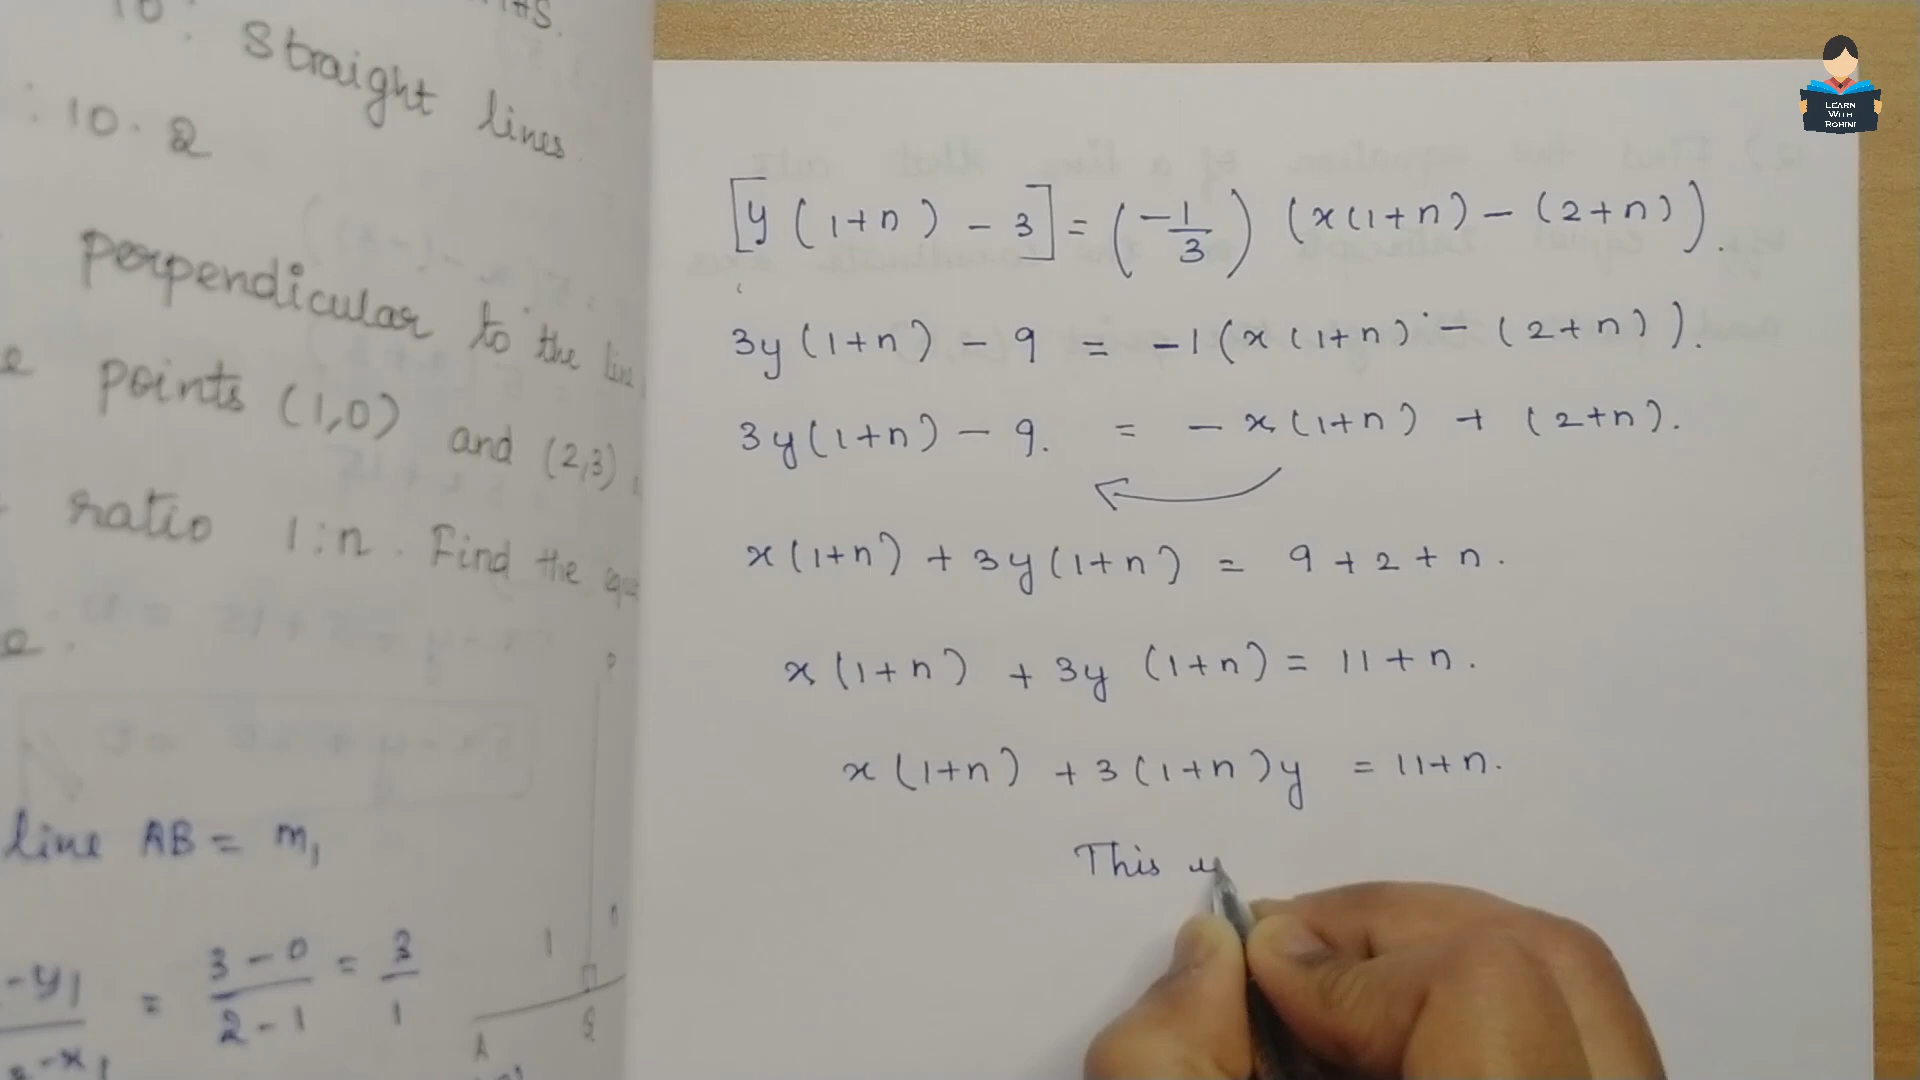 Straight lines
10.2
perpendicular to the line
points (1,0) and (2,3)
ratio 1:n. Find the
line AB = m₁
-y₁ = 3-0/2-1 = 3/1
-x₁
1 n
A
[y(1+n) - 3] = (-1/3) (x(1+n) - (2+n)).
3y(1+n) - 9 = -1(x(1+n) - (2+n)).
3y(1+n) - 9. = -x(1+n) + (2+n).
x(1+n) + 3y(1+n) = 9+2+n.
x(1+n) + 3y(1+n) = 11+n.
x(1+n) + 3(1+n)y = 11+n.
This
LEARN
WITH
ROHINI